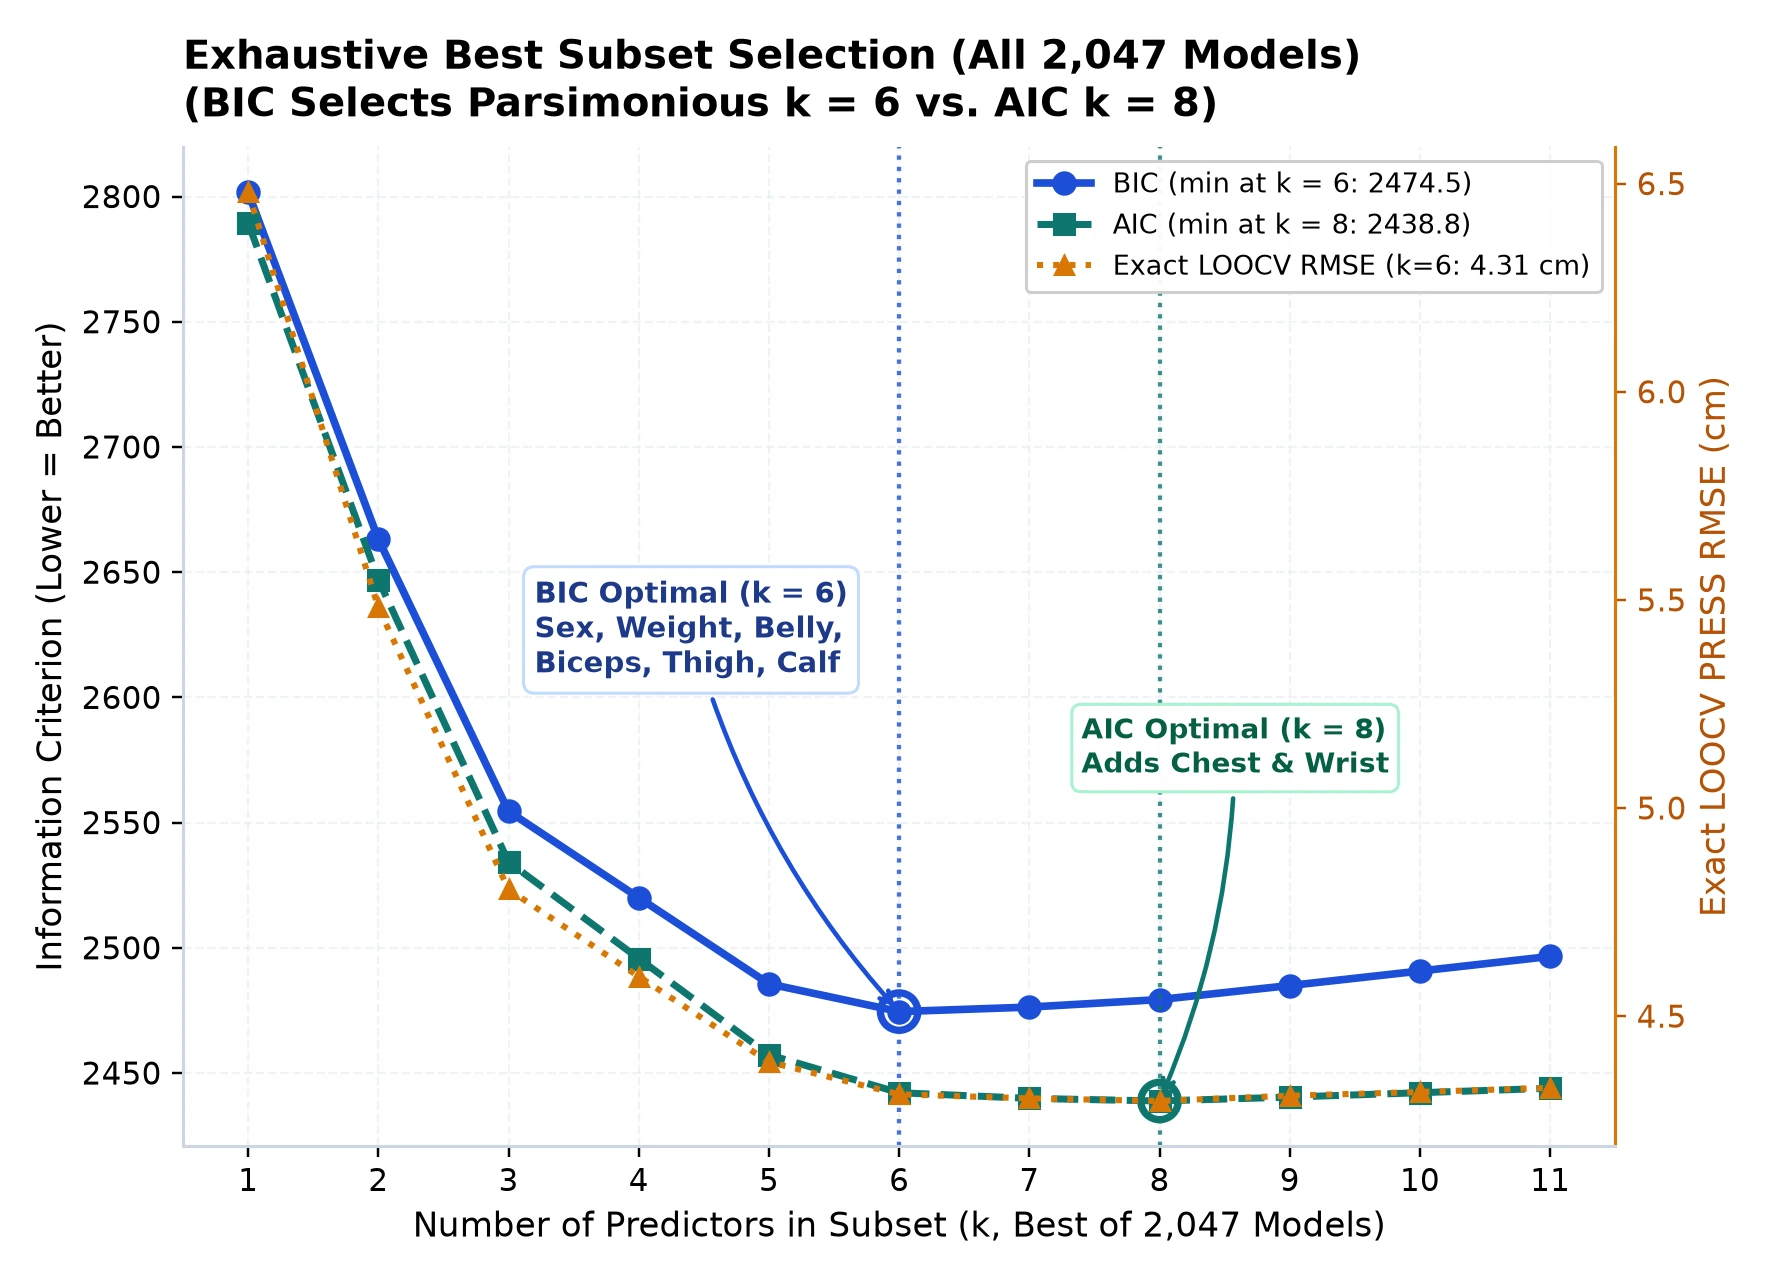 Exhaustive Best Subset Selection (All 2,047 Models)
(BIC Selects Parsimonious k = 6 vs. AIC k = 8)
BIC (min at k = 6: 2474.5)
AIC (min at k = 8: 2438.8)
Exact LOOCV RMSE (k=6: 4.31 cm)
Information Criterion (Lower = Better)
2800
2750
2700
2650
2600
2550
2500
2450
BIC Optimal (k = 6)
Sex, Weight, Belly,
Biceps, Thigh, Calf
AIC Optimal (k = 8)
Adds Chest & Wrist
6.5
6.0
5.5
5.0
4.5
Exact LOOCV PRESS RMSE (cm)
1 2 3 4 5 6 7 8 9 10 11
Number of Predictors in Subset (k, Best of 2,047 Models)